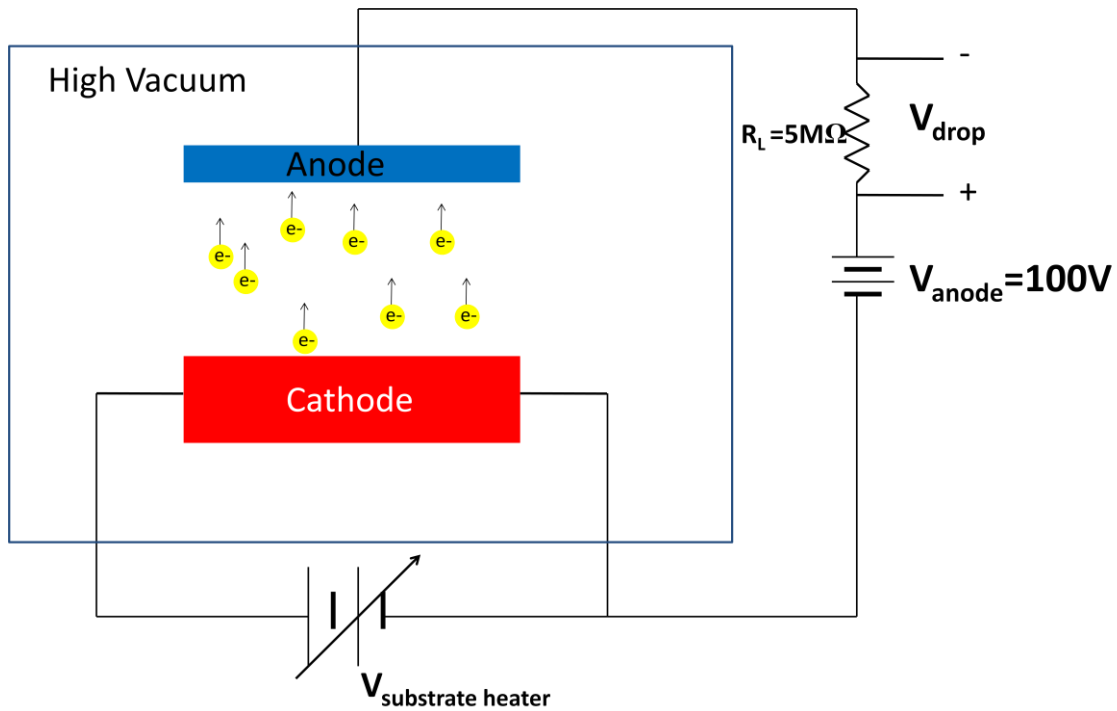 -
High Vacuum
V_drop
R_L =5MΩ
Anode
+
e-
e-
e-
e-
e-
e-
V_anode=100V
e-
e-
e-
Cathode
V_substrate heater